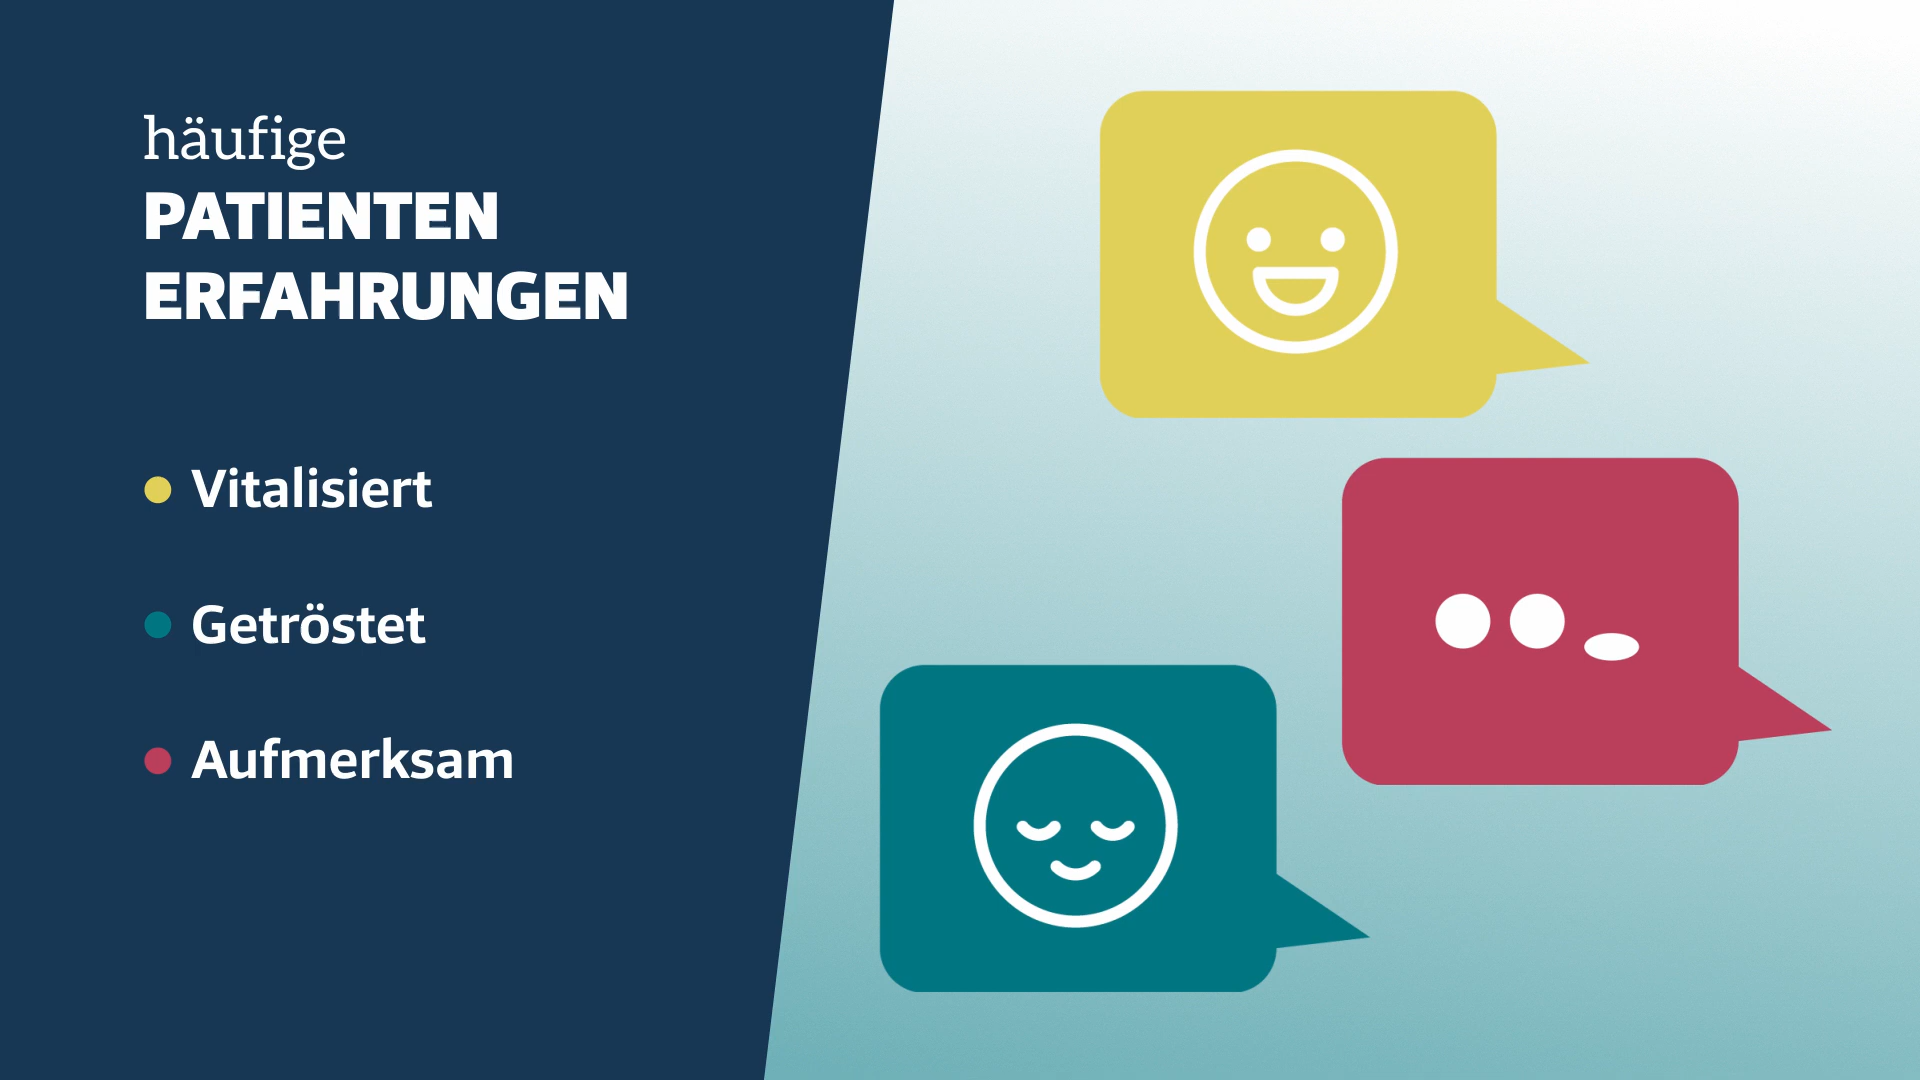 häufige
PATIENTEN
ERFAHRUNGEN
Vitalisiert
Getröstet
Aufmerksam